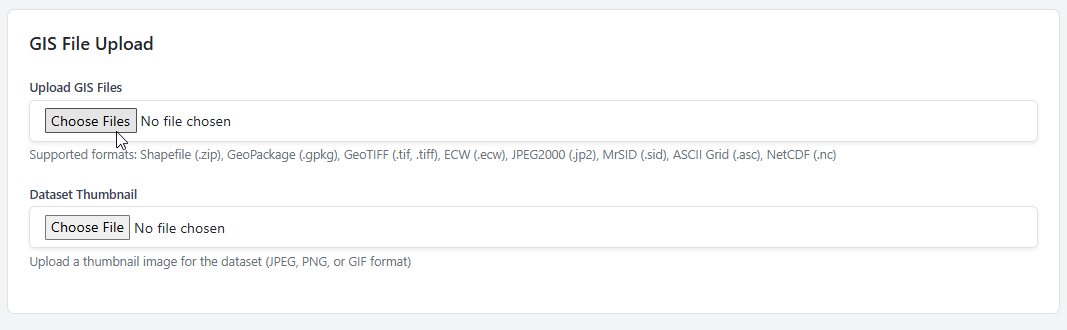 GIS File Upload
Upload GIS Files
Choose Files No file chosen
Supported formats: Shapefile (.zip), GeoPackage (.gpkg), GeoTIFF (.tif, .tiff), ECW (.ecw), JPEG2000 (.jp2), MrSID (.sid), ASCII Grid (.asc), NetCDF (.nc)
Dataset Thumbnail
Choose File No file chosen
Upload a thumbnail image for the dataset (JPEG, PNG, or GIF format)